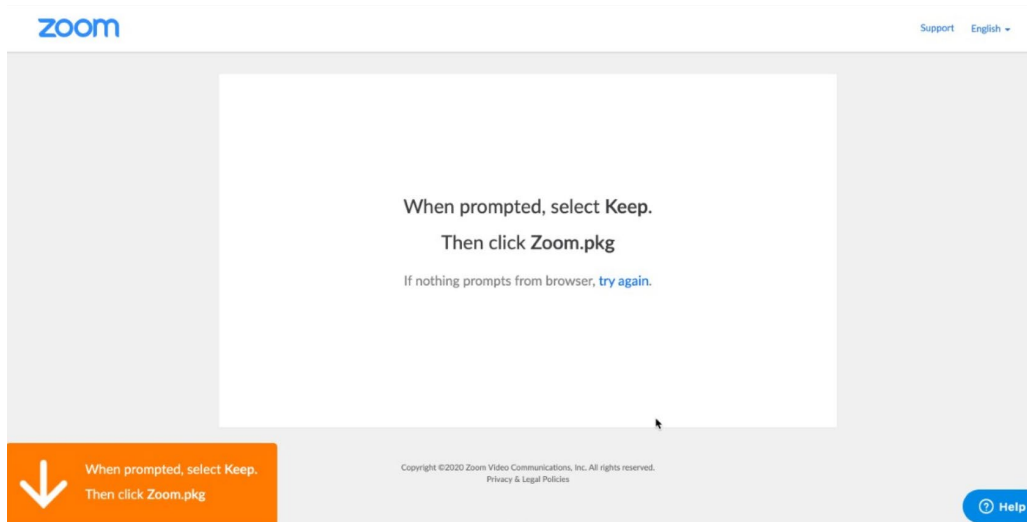 zoom
Support English
When prompted, select Keep.
Then click Zoom.pkg
If nothing prompts from browser, try again.
When prompted, select Keep.
Then click Zoom.pkg
Copyright ©2020 Zoom Video Communications, Inc. All rights reserved.
Privacy & Legal Policies
Help